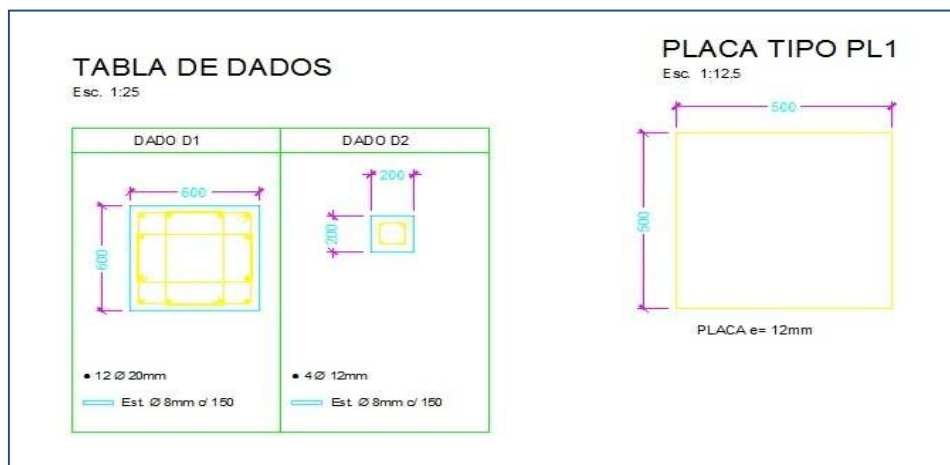 TABLA DE DADOS
Esc. 1:25
DADO D1
DADO D2
600
600
200
200
• 12 Ø 20mm
Est. Ø 8mm c/ 150
• 4 Ø 12mm
Est. Ø 8mm c/ 150
PLACA TIPO PL1
Esc. 1:12.5
500
500
PLACA e= 12mm